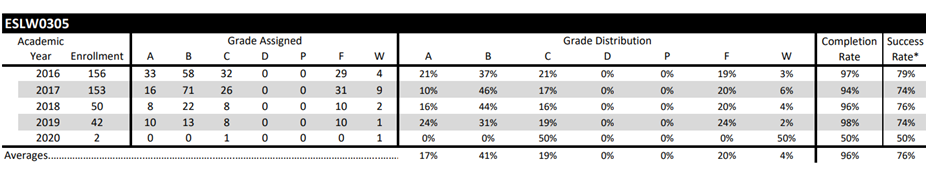 ESLW0305
Academic Grade Assigned Grade Distribution Completion Success
Year Enrollment A B C D P F W A B C D P F W Rate Rate*
2016 156 33 58 32 0 0 29 4 21% 37% 21% 0% 0% 19% 3% 97% 79%
2017 153 16 71 26 0 0 31 9 10% 46% 17% 0% 0% 20% 6% 94% 74%
2018 50 8 22 8 0 0 10 2 16% 44% 16% 0% 0% 20% 4% 96% 76%
2019 42 10 13 8 0 0 10 1 24% 31% 19% 0% 0% 24% 2% 98% 74%
2020 2 0 0 1 0 0 0 1 0% 0% 50% 0% 0% 0% 50% 50% 50%
Averages.......................................................................................................... 17% 41% 19% 0% 0% 20% 4% 96% 76%